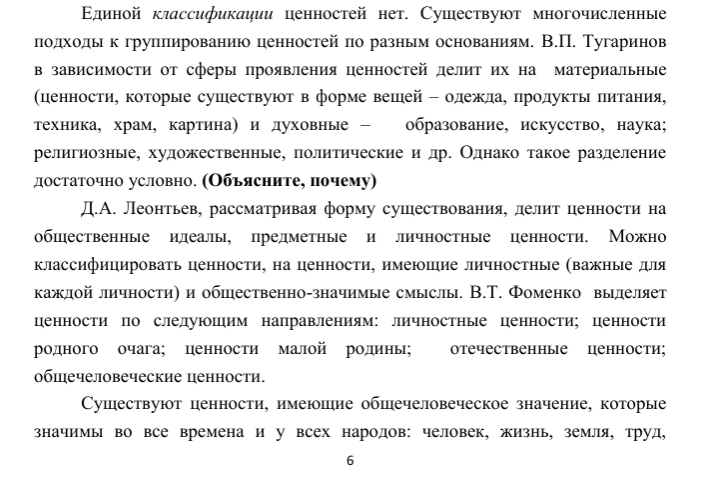 Единой классификации ценностей нет. Существуют многочисленные
подходы к группированию ценностей по разным основаниям. В.П. Тугаринов
в зависимости от сферы проявления ценностей делит их на материальные
(ценности, которые существуют в форме вещей – одежда, продукты питания,
техника, храм, картина) и духовные – образование, искусство, наука;
религиозные, художественные, политические и др. Однако такое разделение
достаточно условно. (Объясните, почему)
Д.А. Леонтьев, рассматривая форму существования, делит ценности на
общественные идеалы, предметные и личностные ценности. Можно
классифицировать ценности, на ценности, имеющие личностные (важные для
каждой личности) и общественно-значимые смыслы. В.Т. Фоменко выделяет
ценности по следующим направлениям: личностные ценности; ценности
родного очага; ценности малой родины; отечественные ценности;
общечеловеческие ценности.
Существуют ценности, имеющие общечеловеческое значение, которые
значимы во все времена и у всех народов: человек, жизнь, земля, труд,
6